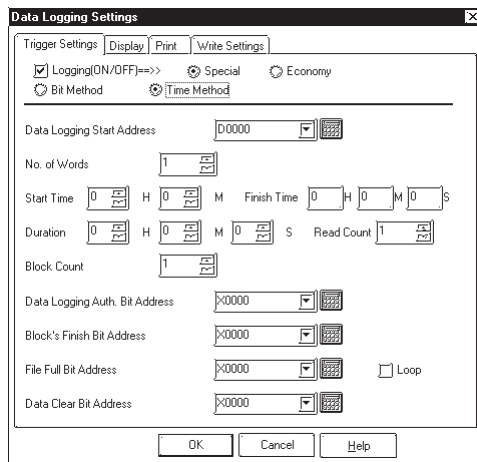 Data Logging Settings
Trigger Settings Display Print Write Settings
Logging(ON/OFF)==>> Special Economy
Bit Method Time Method
Data Logging Start Address D0000
No. of Words 1
Start Time 0 H 0 M Finish Time 0 H 0 M 0 S
Duration 0 H 0 M 0 S Read Count 1
Block Count 1
Data Logging Auth. Bit Address X0000
Block's Finish Bit Address X0000
File Full Bit Address X0000 Loop
Data Clear Bit Address X0000
OK Cancel Help